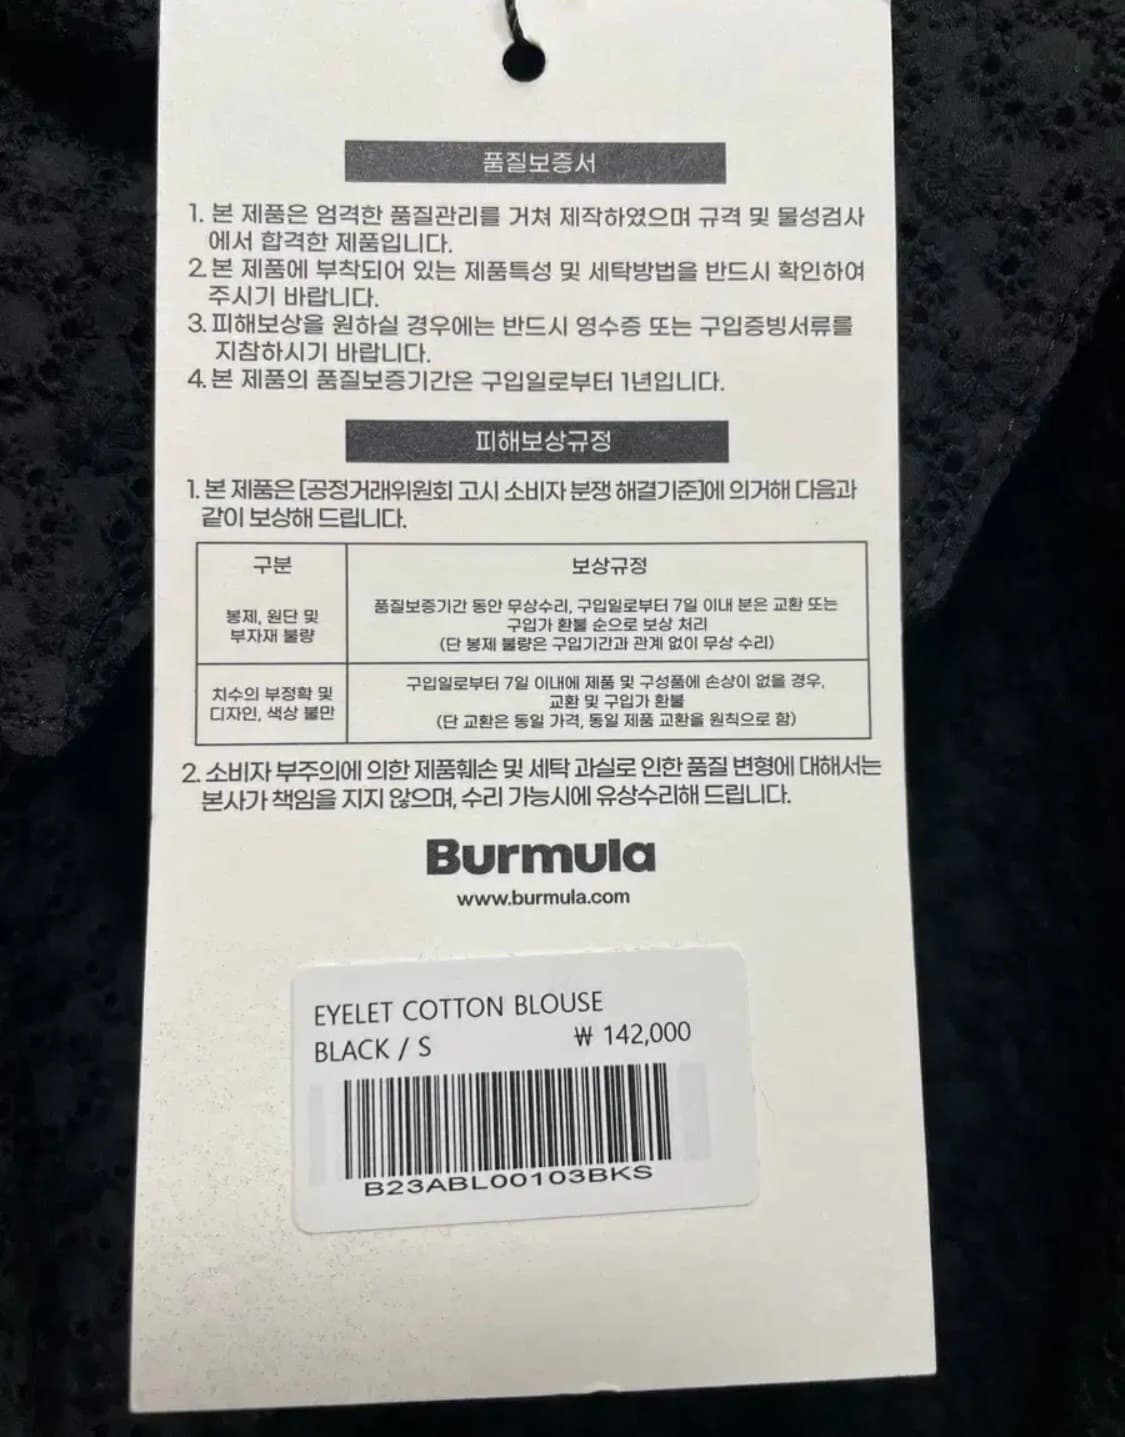 품질보증서
1. 본 제품은 엄격한 품질관리를 거쳐 제작하였으며 규격 및 물성검사
에서 합격한 제품입니다.
2. 본 제품에 부착되어 있는 제품특성 및 세탁방법을 반드시 확인하여
주시기 바랍니다.
3. 피해보상을 원하실 경우에는 반드시 영수증 또는 구입증빙서류를
지참하시기 바랍니다.
4. 본 제품의 품질보증기간은 구입일로부터 1년입니다.
피해보상규정
1. 본 제품은 [공정거래위원회 고시 소비자 분쟁 해결기준]에 의거해 다음과
같이 보상해 드립니다.
구분 보상규정
봉제, 원단 및
부자재 불량
품질보증기간 동안 무상수리, 구입일로부터 7일 이내 분은 교환 또는
구입가 환불 순으로 보상 처리
(단 봉제 불량은 구입기간과 관계 없이 무상 수리)
치수의 부정확 및
디자인, 색상 불만
구입일로부터 7일 이내에 제품 및 구성품에 손상이 없을 경우,
교환 및 구입가 환불
(단 교환은 동일 가격, 동일 제품 교환을 원칙으로 함)
2. 소비자 부주의에 의한 제품훼손 및 세탁 과실로 인한 품질 변형에 대해서는
본사가 책임을 지지 않으며, 수리 가능시에 유상수리해 드립니다.
Burmula
www.burmula.com
EYELET COTTON BLOUSE
BLACK / S ₩ 142,000
B23ABL00103BKS